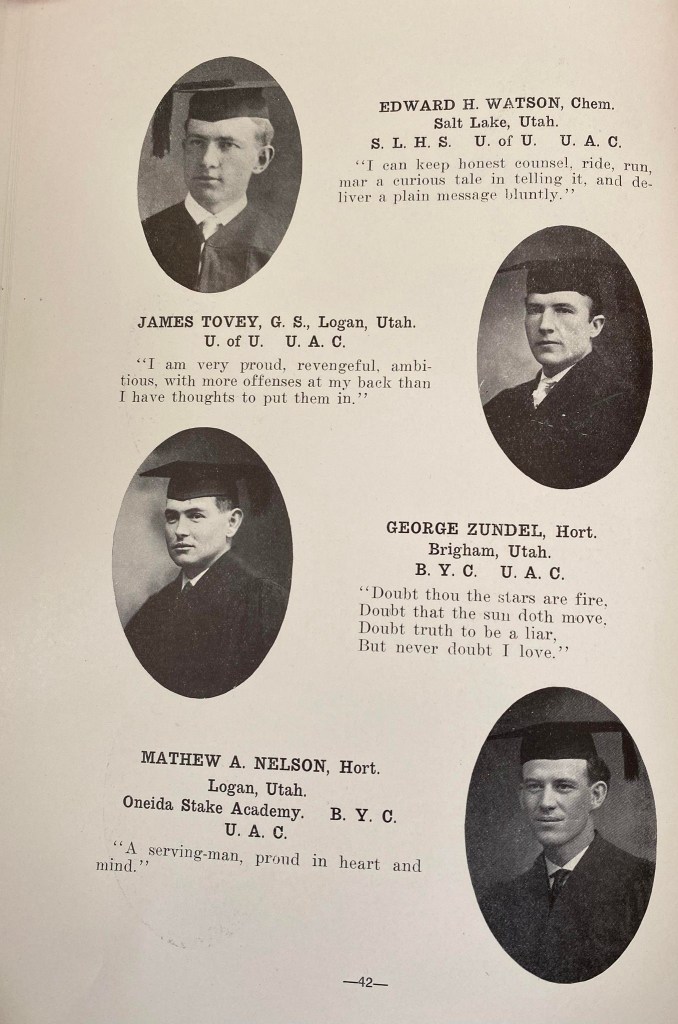 EDWARD H. WATSON, Chem.
Salt Lake, Utah.
S. L. H. S. U. of U. U. A. C.
"I can keep honest counsel, ride, run,
mar a curious tale in telling it, and de-
liver a plain message bluntly."
JAMES TOVEY, G. S., Logan, Utah.
U. of U. U. A. C.
"I am very proud, revengeful, ambi-
tious, with more offenses at my back than
I have thoughts to put them in."
GEORGE ZUNDEL, Hort.
Brigham, Utah.
B. Y. C. U. A. C.
"Doubt thou the stars are fire,
Doubt that the sun doth move,
Doubt truth to be a liar,
But never doubt I love."
MATHEW A. NELSON, Hort.
Logan, Utah.
Oneida Stake Academy. B. Y. C.
U. A. C.
"A serving-man, proud in heart and
mind."
—42—